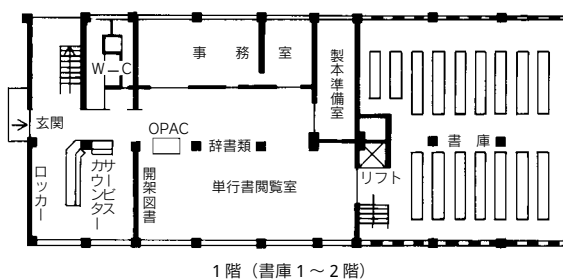 事務室
製本準備室
W—C
玄関
OPAC
辞書類
書庫
サービスカウンター
ロッカー
開架図書
単行書閲覧室
リフト
1階（書庫1～2階）